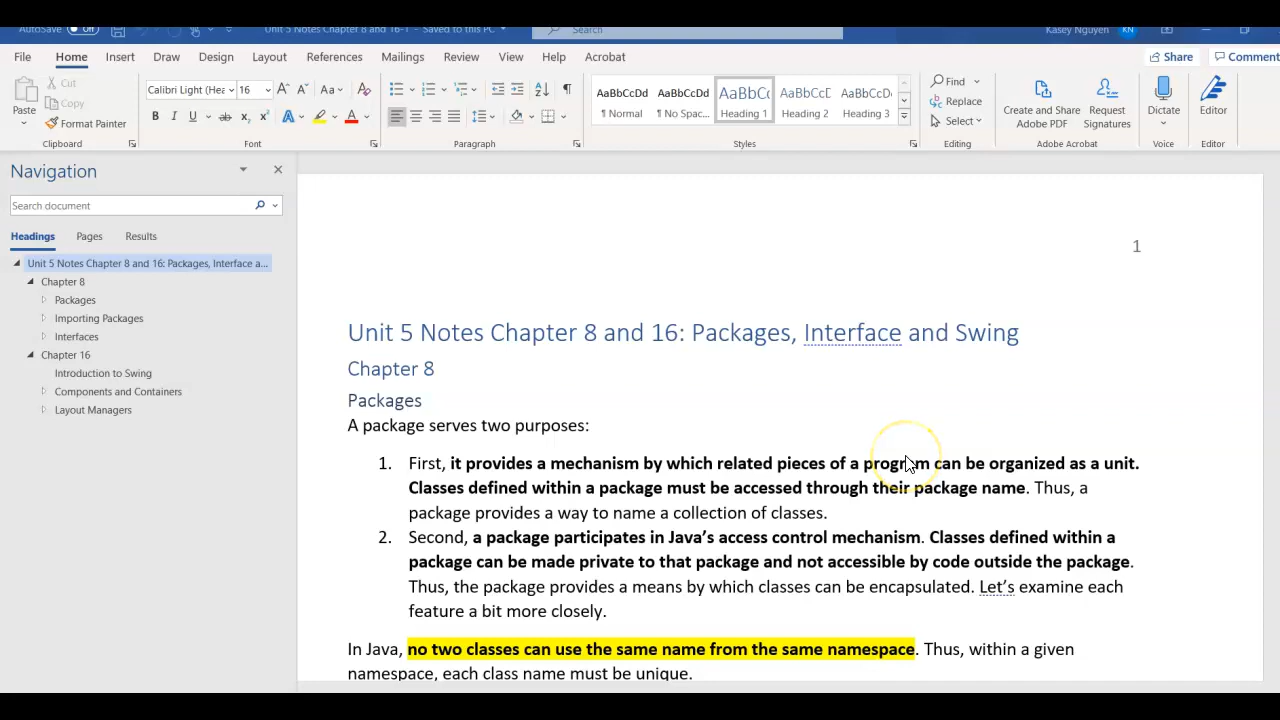 AutoSave Off Unit 5 Notes Chapter 8 and 16-1 - Saved to this PC Search Kasey Nguyen KN
File Home Insert Draw Design Layout References Mailings Review View Help Acrobat Share Comment
Paste Cut Copy Format Painter
Calibri Light (Hea 16 Aa
AaBbCcDd AaBbCcDd AaBbC AaBbCcD AaBbCcD
¶ Normal ¶ No Spac... Heading 1 Heading 2 Heading 3
Find Replace Select
Create and Share Adobe PDF Request Signatures Dictate Editor
Clipboard Font Paragraph Styles Editing Adobe Acrobat Voice Editor
Navigation
Search document
Headings Pages Results
Unit 5 Notes Chapter 8 and 16: Packages, Interface a...
Chapter 8
Packages
Importing Packages
Interfaces
Chapter 16
Introduction to Swing
Components and Containers
Layout Managers
1
Unit 5 Notes Chapter 8 and 16: Packages, Interface and Swing
Chapter 8
Packages
A package serves two purposes:
1. First, it provides a mechanism by which related pieces of a program can be organized as a unit.
Classes defined within a package must be accessed through their package name. Thus, a
package provides a way to name a collection of classes.
2. Second, a package participates in Java’s access control mechanism. Classes defined within a
package can be made private to that package and not accessible by code outside the package.
Thus, the package provides a means by which classes can be encapsulated. Let’s examine each
feature a bit more closely.
In Java, no two classes can use the same name from the same namespace. Thus, within a given
namespace, each class name must be unique.